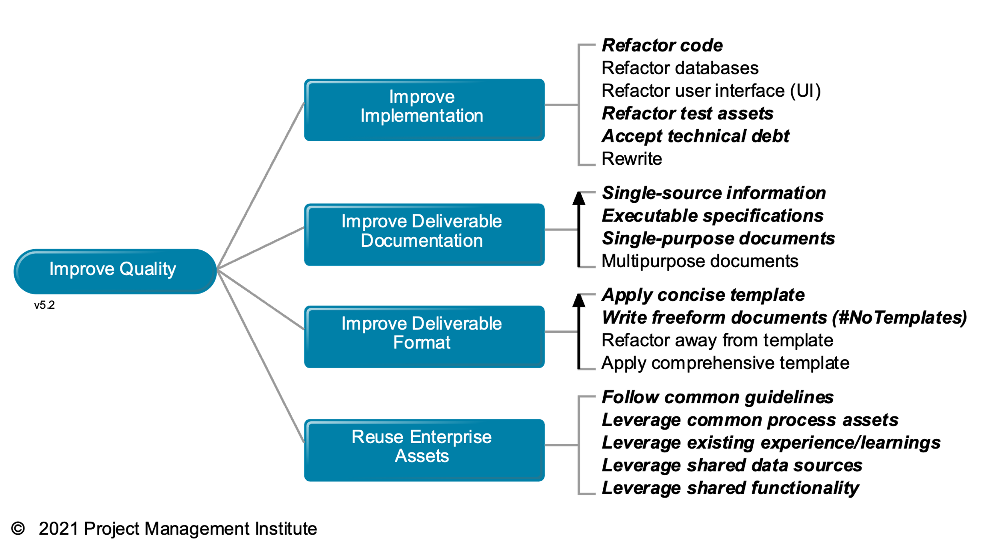 Improve Quality
v5.2
Improve
Implementation
Refactor code
Refactor databases
Refactor user interface (UI)
Refactor test assets
Accept technical debt
Rewrite
Improve Deliverable
Documentation
Single-source information
Executable specifications
Single-purpose documents
Multipurpose documents
Improve Deliverable
Format
Apply concise template
Write freeform documents (#NoTemplates)
Refactor away from template
Apply comprehensive template
Reuse Enterprise
Assets
Follow common guidelines
Leverage common process assets
Leverage existing experience/learnings
Leverage shared data sources
Leverage shared functionality
© 2021 Project Management Institute